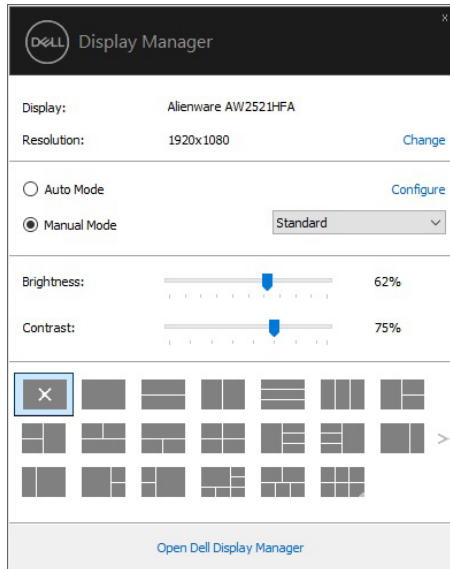 x
DELL Display Manager
Display: Alienware AW2521HFA
Resolution: 1920x1080 Change
Auto Mode Configure
Manual Mode Standard
Brightness: 62%
Contrast: 75%
Open Dell Display Manager